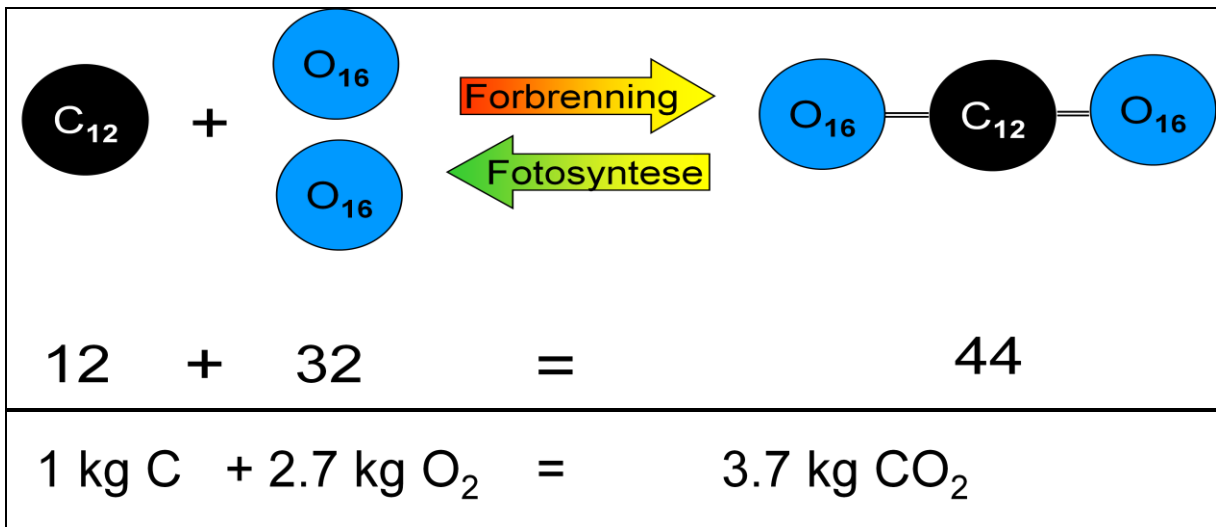 C₁₂ + O₁₆ O₁₆ Forbrenning Fotosyntese O₁₆ C₁₂ O₁₆
12 + 32 = 44
1 kg C + 2.7 kg O₂ = 3.7 kg CO₂